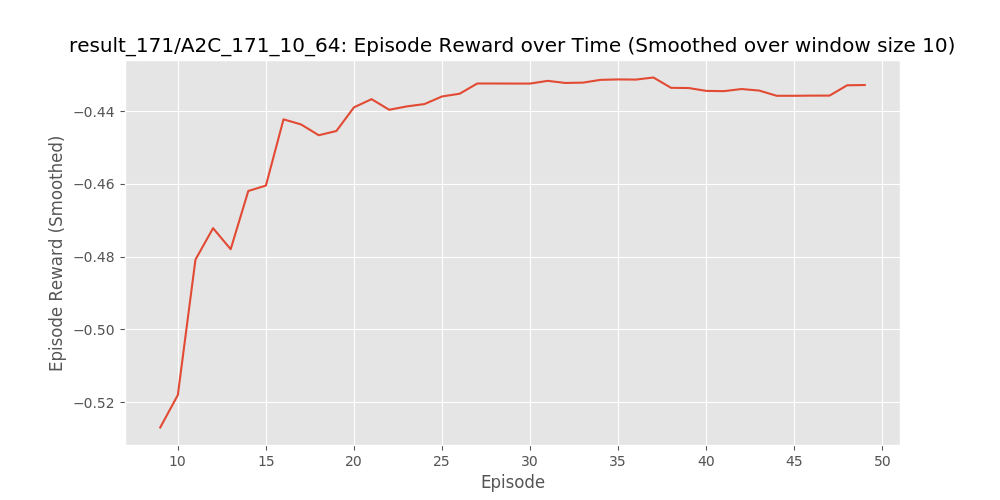 result_171/A2C_171_10_64: Episode Reward over Time (Smoothed over window size 10)
Episode Reward (Smoothed)
−0.44
−0.46
−0.48
−0.50
−0.52
10 15 20 25 30 35 40 45 50
Episode